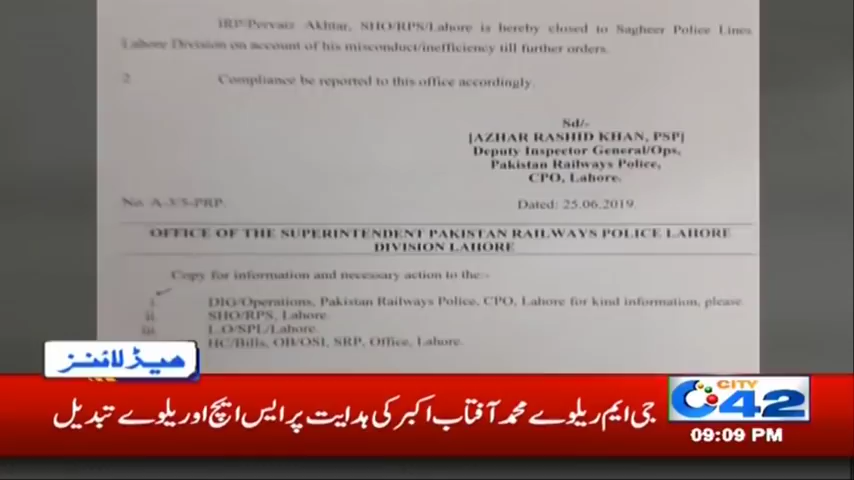 IRP/Pervaiz Akhtar, SHO/RPS/Lahore is hereby closed to Sagheer Police Lines
Lahore Division on account of his misconduct/inefficiency till further orders.
2 Compliance be reported to this office accordingly.
Sd/-
[AZHAR RASHID KHAN, PSP]
Deputy Inspector General/Ops,
Pakistan Railways Police,
CPO, Lahore.
No. A-3/5-PRP.
Dated: 25.06.2019.
OFFICE OF THE SUPERINTENDENT PAKISTAN RAILWAYS POLICE LAHORE
DIVISION LAHORE
Copy for information and necessary action to the:-
i DIG/Operations, Pakistan Railways Police, CPO, Lahore for kind information, please.
ii SHO/RPS, Lahore.
iii L.O/SPL/Lahore.
HC/Bills, OB/OSI, SRP, Office, Lahore.
ہیڈلائنز
جی ایم ریلوے محمد آفتاب اکبر کی ہدایت پر ایس ایچ اور یلوے تبدیل
CITY
42
09:09 PM